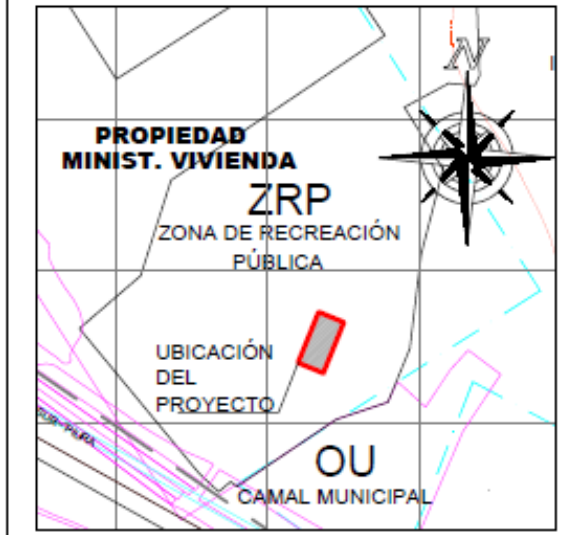 N
PROPIEDAD
MINIST. VIVIENDA
ZRP
ZONA DE RECREACIÓN
PÚBLICA
UBICACIÓN
DEL
PROYECTO
OU
CAMAL MUNICIPAL